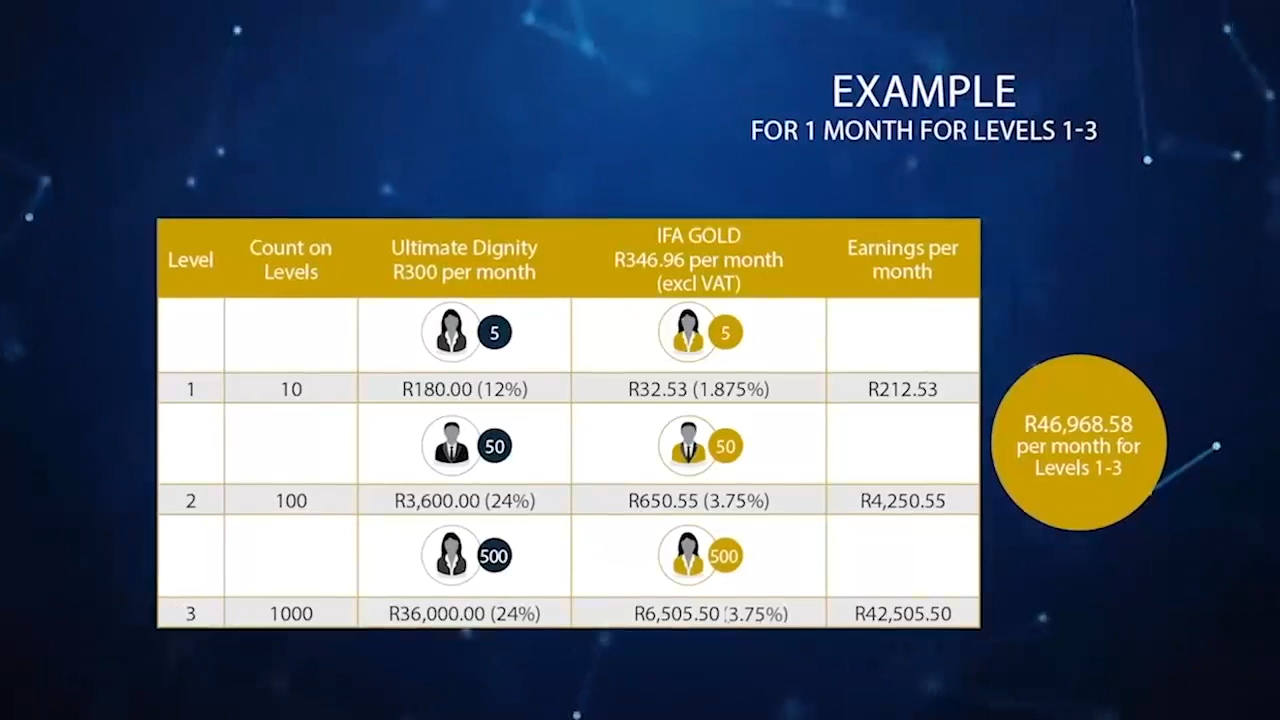 EXAMPLE
FOR 1 MONTH FOR LEVELS 1-3
Level
Count on
Levels
Ultimate Dignity
R300 per month
IFA GOLD
R346.96 per month
(excl VAT)
Earnings per
month
5
5
1
10
R180.00 (12%)
R32.53 (1.875%)
R212.53
50
50
2
100
R3,600.00 (24%)
R650.55 (3.75%)
R4,250.55
500
500
3
1000
R36,000.00 (24%)
R6,505.50 (3.75%)
R42,505.50
R46,968.58
per month for
Levels 1-3